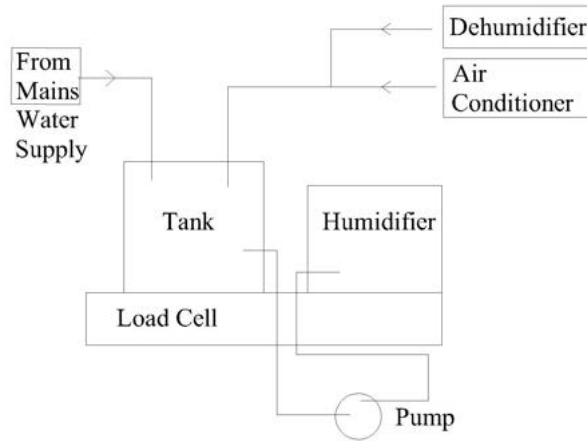 Dehumidifier
From
Mains
Water
Supply
Air
Conditioner
Tank
Humidifier
Load Cell
Pump